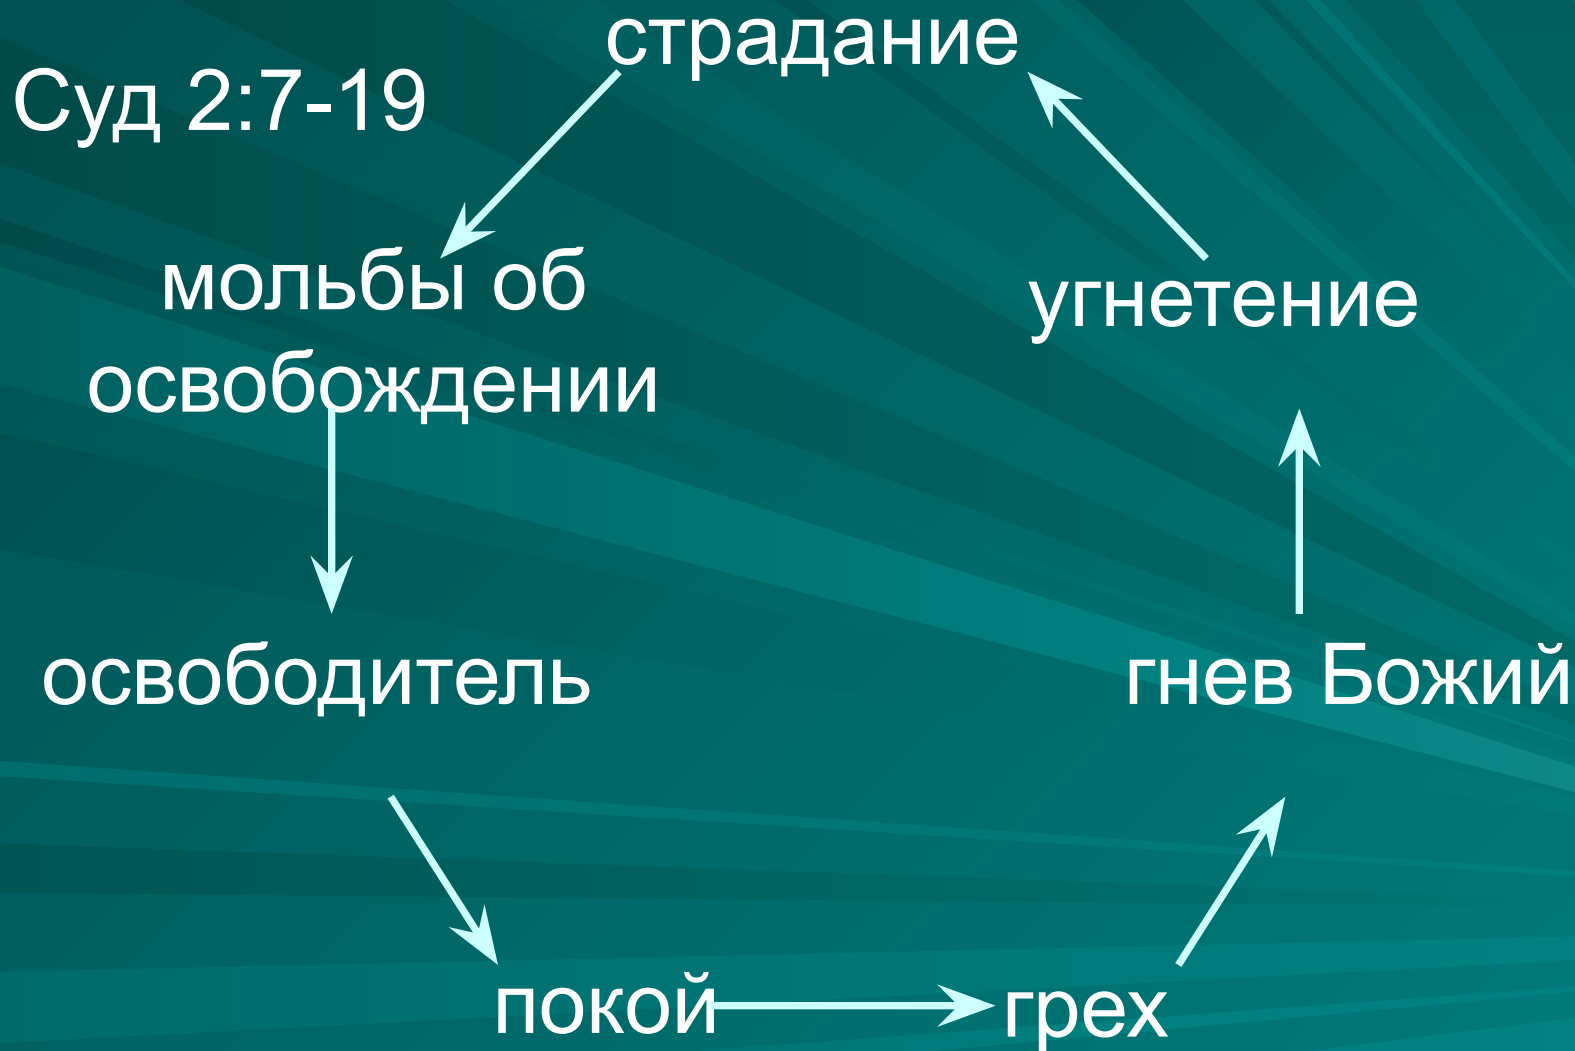 страдание
Суд 2:7-19
мольбы об
освобождении
угнетение
освободитель
гнев Божий
покой
грех